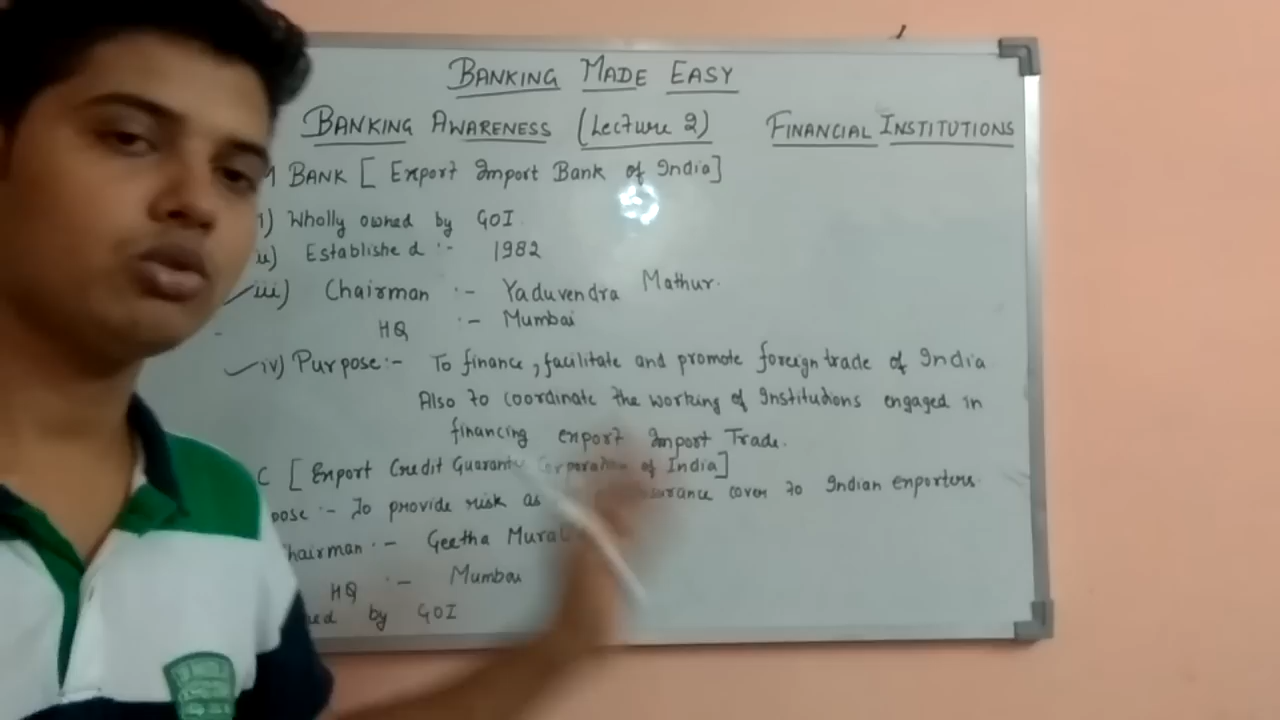 BANKING MADE EASY
BANKING AWARENESS (Lecture 2) FINANCIAL INSTITUTIONS
M BANK [Export Import Bank of India]
i) Wholly owned by GOI
ii) Established :- 1982
iii) Chairman :- Yaduvendra Mathur.
HQ :- Mumbai
iv) Purpose:- To finance, facilitate and promote foreign trade of India
Also to coordinate the working of Institutions engaged in
financing export Import Trade.
C [Export Credit Guarante Corporation of India]
pose :- To provide risk as surance cover to Indian exporters.
hairman :- Geetha Mural
HQ :- Mumbai
ed by GOI